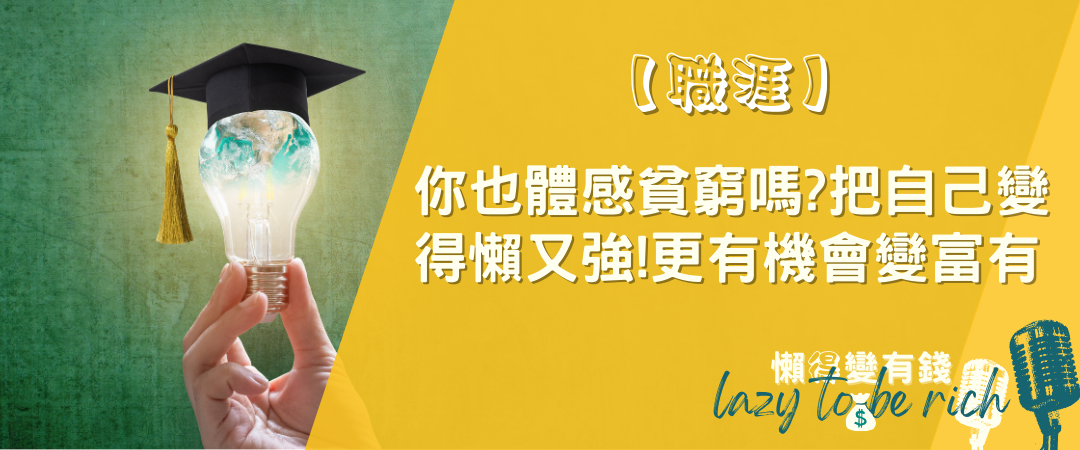 【職涯】
你也體感貧窮嗎?把自己變
得懶又強!更有機會變富有
懶得變有錢
lazy to be rich
$